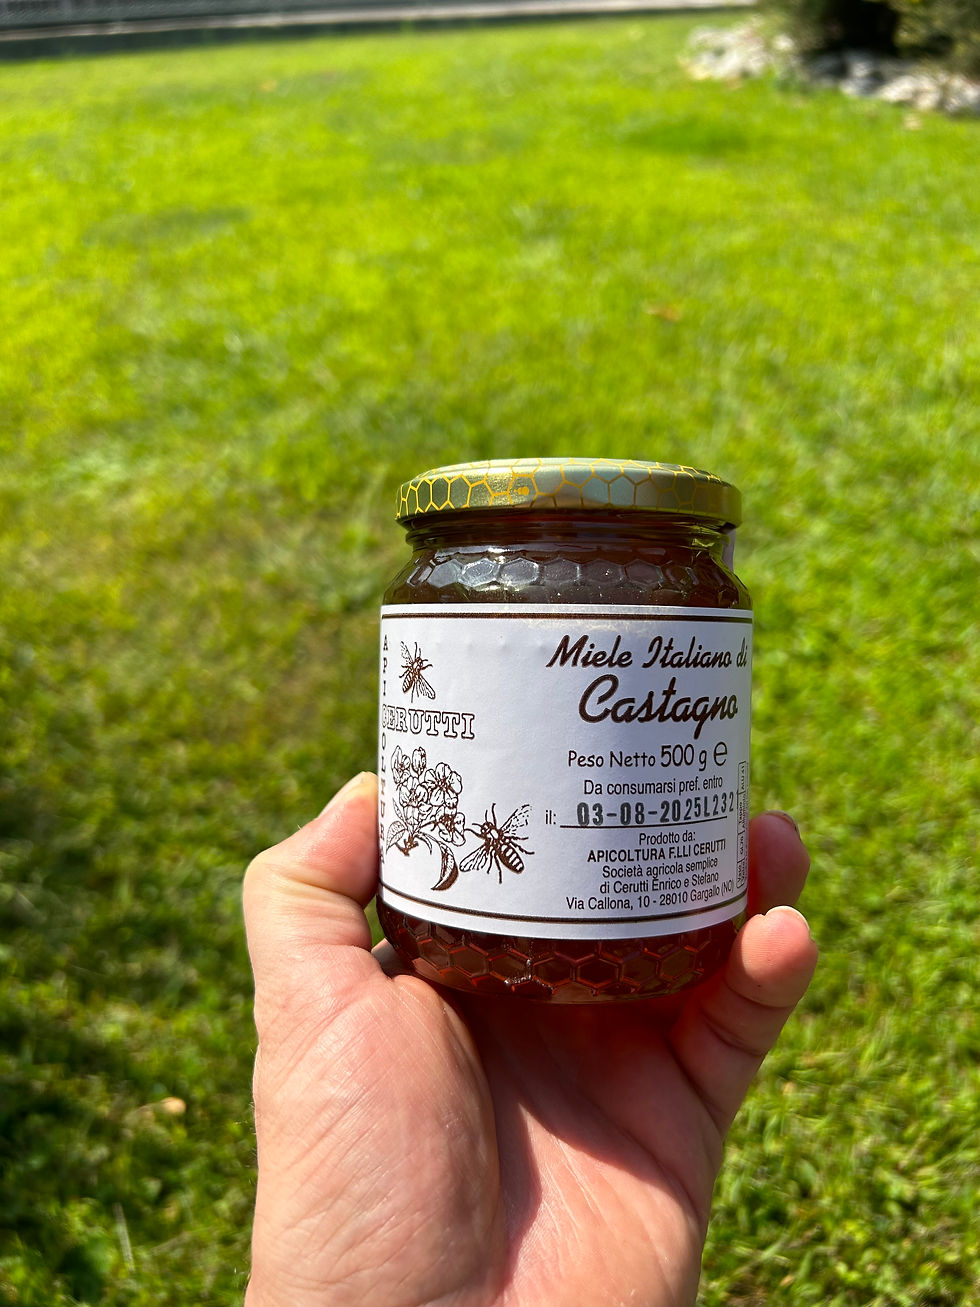 APICOLTURA
CERUTTI
GARGALLO
Miele Italiano di
Castagno
Peso Netto 500 g e
Da consumarsi pref. entro
il: 03-08-2025L232
Prodotto da:
APICOLTURA F.LLI CERUTTI
Società agricola semplice
di Cerutti Enrico e Stefano
Via Callona, 10 - 28010 Gargallo (NO)